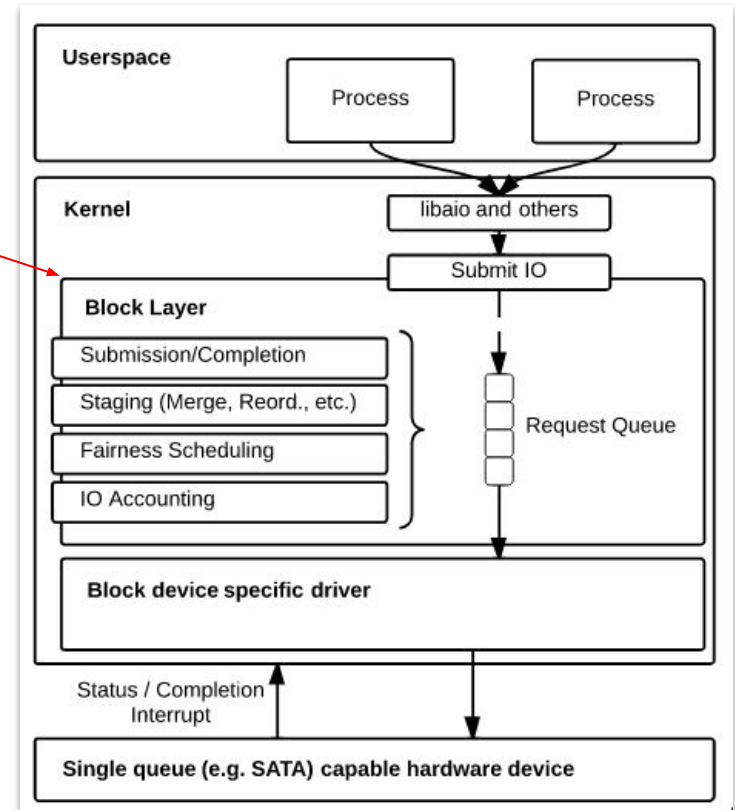 Userspace
Process
Process
Kernel
libaio and others
Submit IO
Block Layer
Submission/Completion
Staging (Merge, Reord., etc.)
Fairness Scheduling
IO Accounting
Request Queue
Block device specific driver
Status / Completion
Interrupt
Single queue (e.g. SATA) capable hardware device